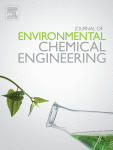 JOURNAL OF
ENVIRONMENTAL
CHEMICAL ENGINEERING